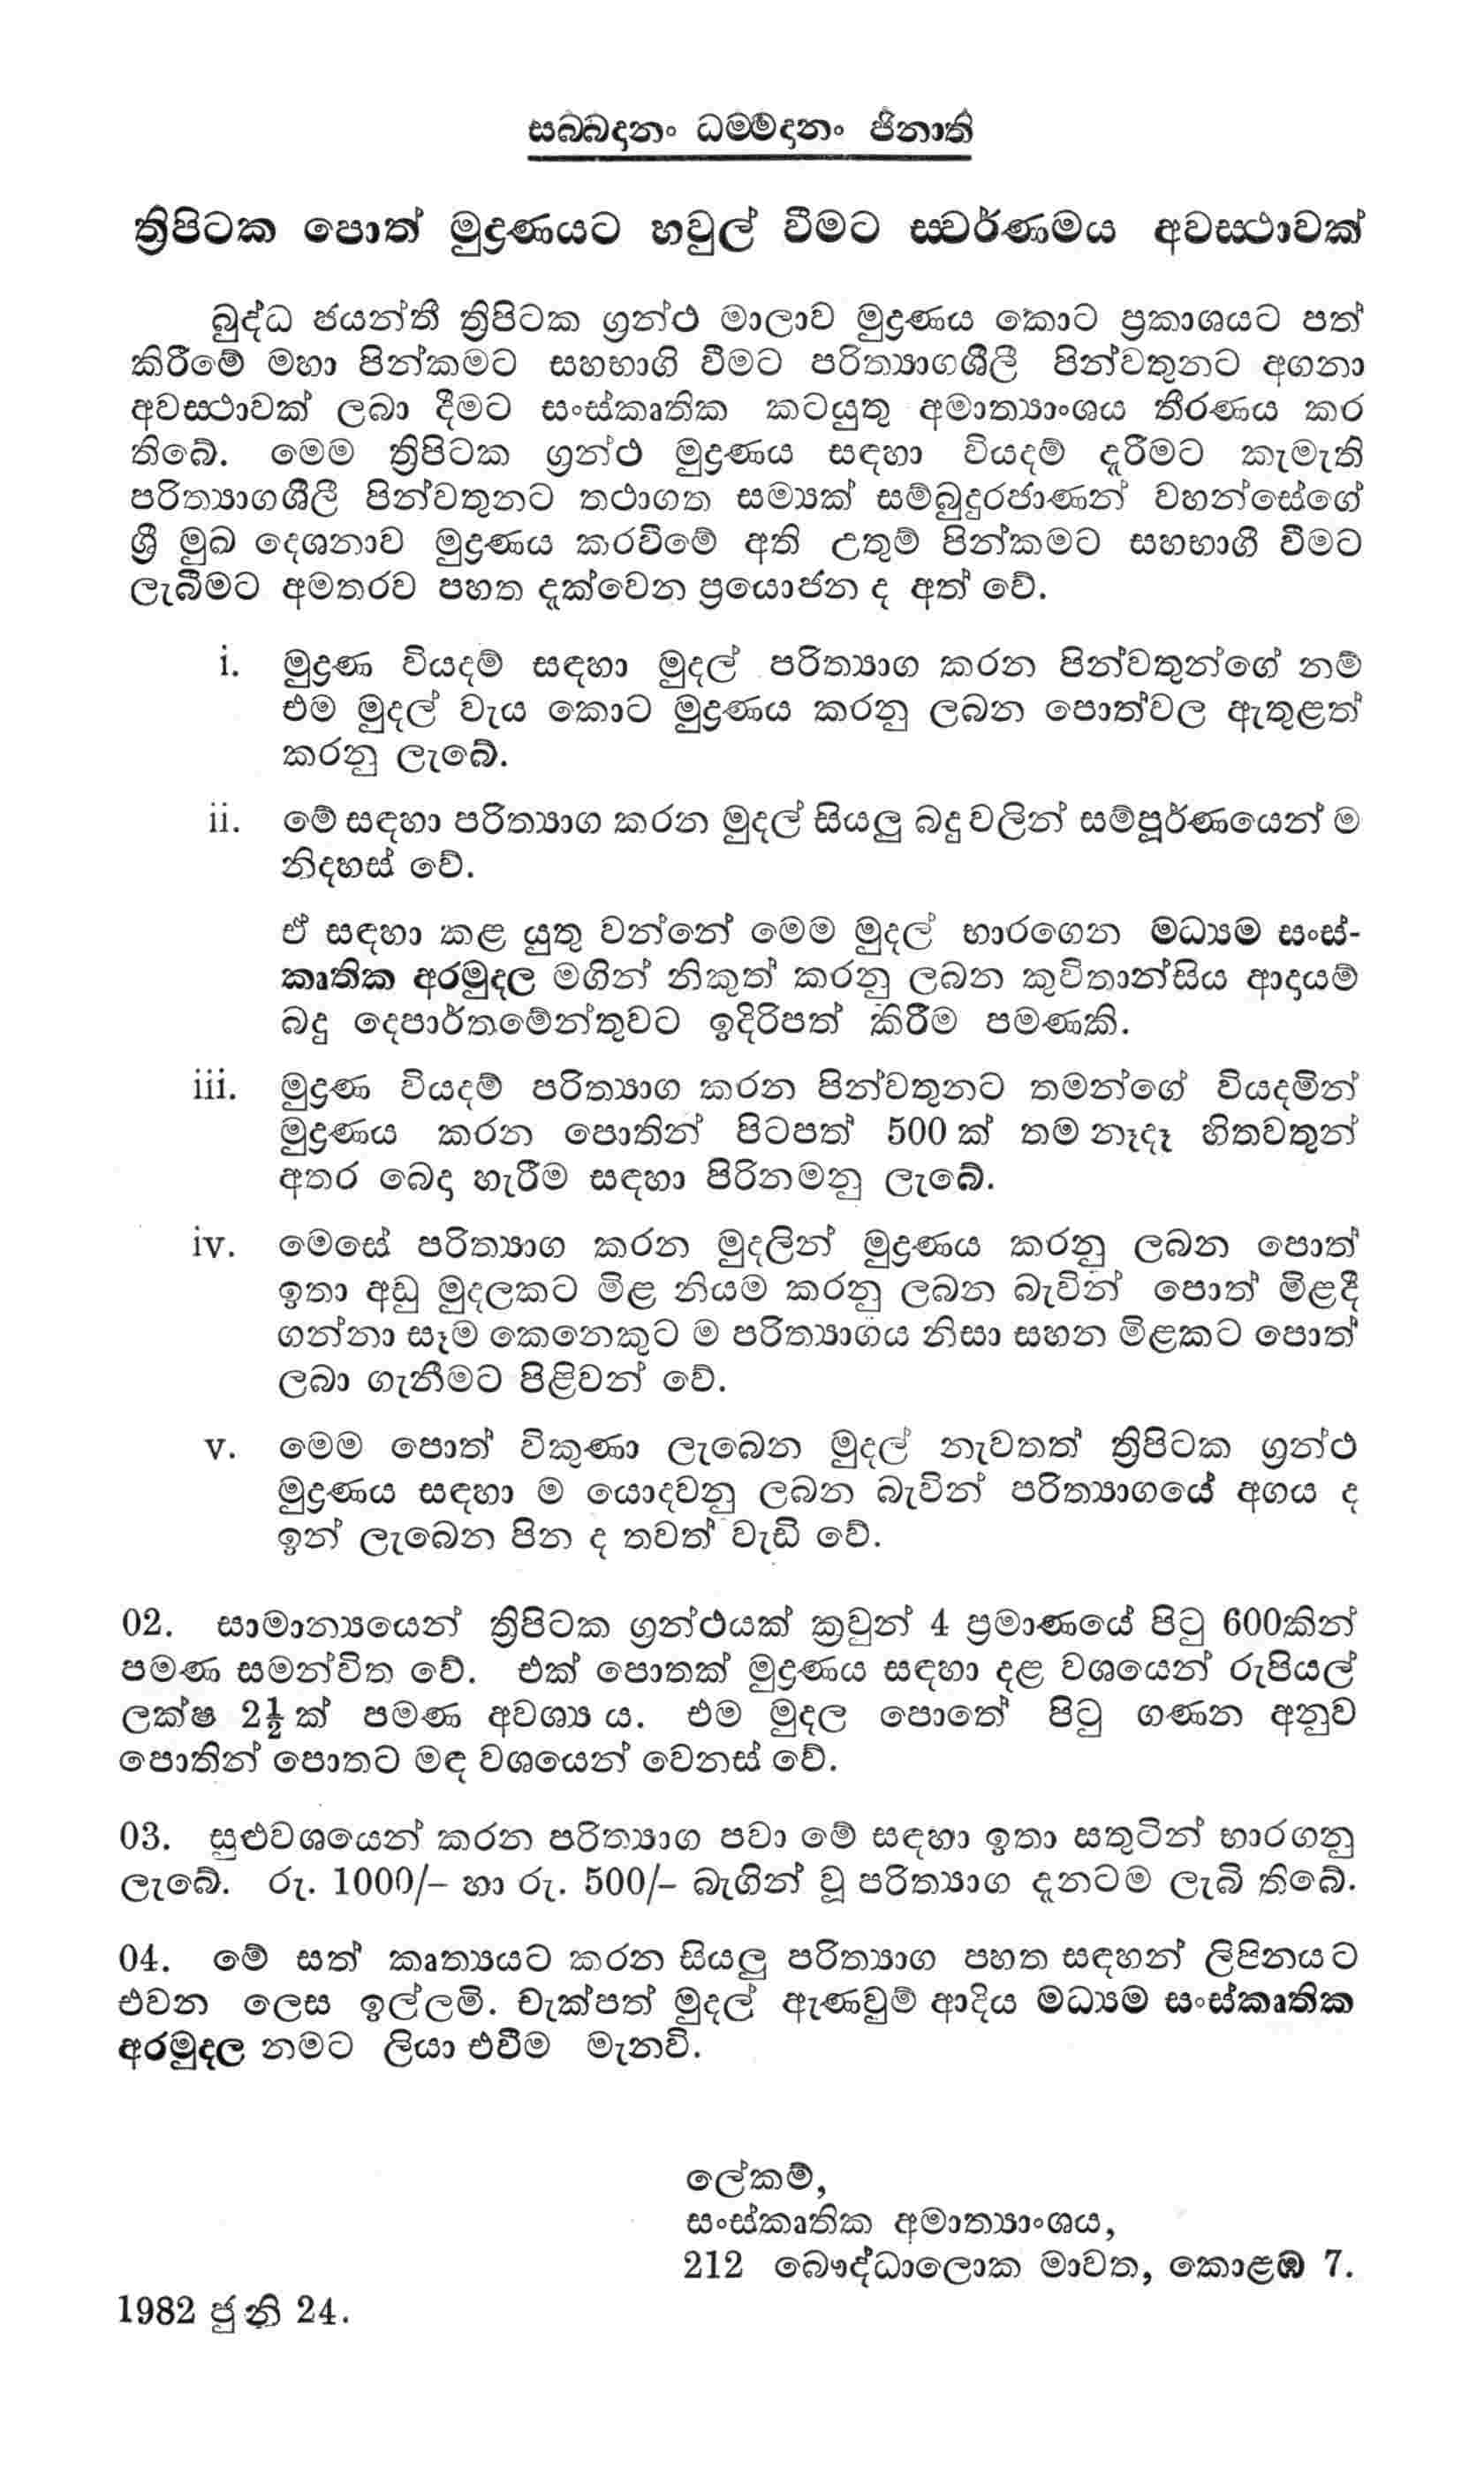 සබ්බදානං ධම්මදානං ජිනාති
ත්‍රිපිටක පොත් මුද්‍රණයට හවුල් වීමට ස්වර්ණමය අවස්ථාවක්
බුද්ධ ජයන්තී ත්‍රිපිටක ග්‍රන්ථ මාලාව මුද්‍රණය කොට ප්‍රකාශයට පත්
කිරීමේ මහා පින්කමට සහභාගි වීමට පරිත්‍යාගශීලී පින්වතුනට අගනා
අවස්ථාවක් ලබා දීමට සංස්කෘතික කටයුතු අමාත්‍යාංශය තීරණය කර
තිබේ. මෙම ත්‍රිපිටක ග්‍රන්ථ මුද්‍රණය සඳහා වියදම් දැරීමට කැමැති
පරිත්‍යාගශීලී පින්වතුනට තථාගත සම්‍යක් සම්බුදුරජාණන් වහන්සේගේ
ශ්‍රී මුඛ දෙශනාව මුද්‍රණය කරවීමේ අති උතුම් පින්කමට සහභාගී වීමට
ලැබීමට අමතරව පහත දැක්වෙන ප්‍රයොජන ද අත් වේ.
i. මුද්‍රණ වියදම් සඳහා මුදල් පරිත්‍යාග කරන පින්වතුන්ගේ නම්
එම මුදල් වැය කොට මුද්‍රණය කරනු ලබන පොත්වල ඇතුළත්
කරනු ලැබේ.
ii. මේ සඳහා පරිත්‍යාග කරන මුදල් සියලු බදුවලින් සම්පූර්ණයෙන් ම
නිදහස් වේ.
ඒ සඳහා කළ යුතු වන්නේ මෙම මුදල් භාරගෙන මධ්‍යම සංස්-
කෘතික අරමුදල මගින් නිකුත් කරනු ලබන කුවිතාන්සිය ආදායම්
බදු දෙපාර්තමේන්තුවට ඉදිරිපත් කිරීම පමණකි.
iii. මුද්‍රණ වියදම් පරිත්‍යාග කරන පින්වතුනට තමන්ගේ වියදමින්
මුද්‍රණය කරන පොතින් පිටපත් 500 ක් තම නෑදෑ හිතවතුන්
අතර බෙදා හැරීම සඳහා පිරිනමනු ලැබේ.
iv. මෙසේ පරිත්‍යාග කරන මුදලින් මුද්‍රණය කරනු ලබන පොත්
ඉතා අඩු මුදලකට මිළ නියම කරනු ලබන බැවින් පොත් මිළදී
ගන්නා සෑම කෙනෙකුට ම පරිත්‍යාගය නිසා සහන මිළකට පොත්
ලබා ගැනීමට පිළිවන් වේ.
v. මෙම පොත් විකුණා ලැබෙන මුදල් නැවතත් ත්‍රිපිටක ග්‍රන්ථ
මුද්‍රණය සඳහා ම යොදවනු ලබන බැවින් පරිත්‍යාගයේ අගය ද
ඉන් ලැබෙන පින ද තවත් වැඩි වේ.
02. සාමාන්‍යයෙන් ත්‍රිපිටක ග්‍රන්ථයක් ක්‍රවුන් 4 ප්‍රමාණයේ පිටු 600කින්
පමණ සමන්විත වේ. එක් පොතක් මුද්‍රණය සඳහා දළ වශයෙන් රුපියල්
ලක්ෂ 2½ ක් පමණ අවශ්‍ය ය. එම මුදල පොතේ පිටු ගණන අනුව
පොතින් පොතට මඳ වශයෙන් වෙනස් වේ.
03. සුළුවශයෙන් කරන පරිත්‍යාග පවා මේ සඳහා ඉතා සතුටින් භාරගනු
ලැබේ. රු. 1000/– හා රු. 500/– බැගින් වූ පරිත්‍යාග දැනටම ලැබී තිබේ.
04. මේ සත් කෘත්‍යයට කරන සියලු පරිත්‍යාග පහත සඳහන් ලිපිනයට
එවන ලෙස ඉල්ලමි. චැක්පත් මුදල් ඇණවුම් ආදිය මධ්‍යම සංස්කෘතික
අරමුදල නමට ලියා එවීම මැනවි.
ලේකම්,
සංස්කෘතික අමාත්‍යාංශය,
212 බෞද්ධාලොක මාවත, කොළඹ 7.
1982 ජුනි 24.